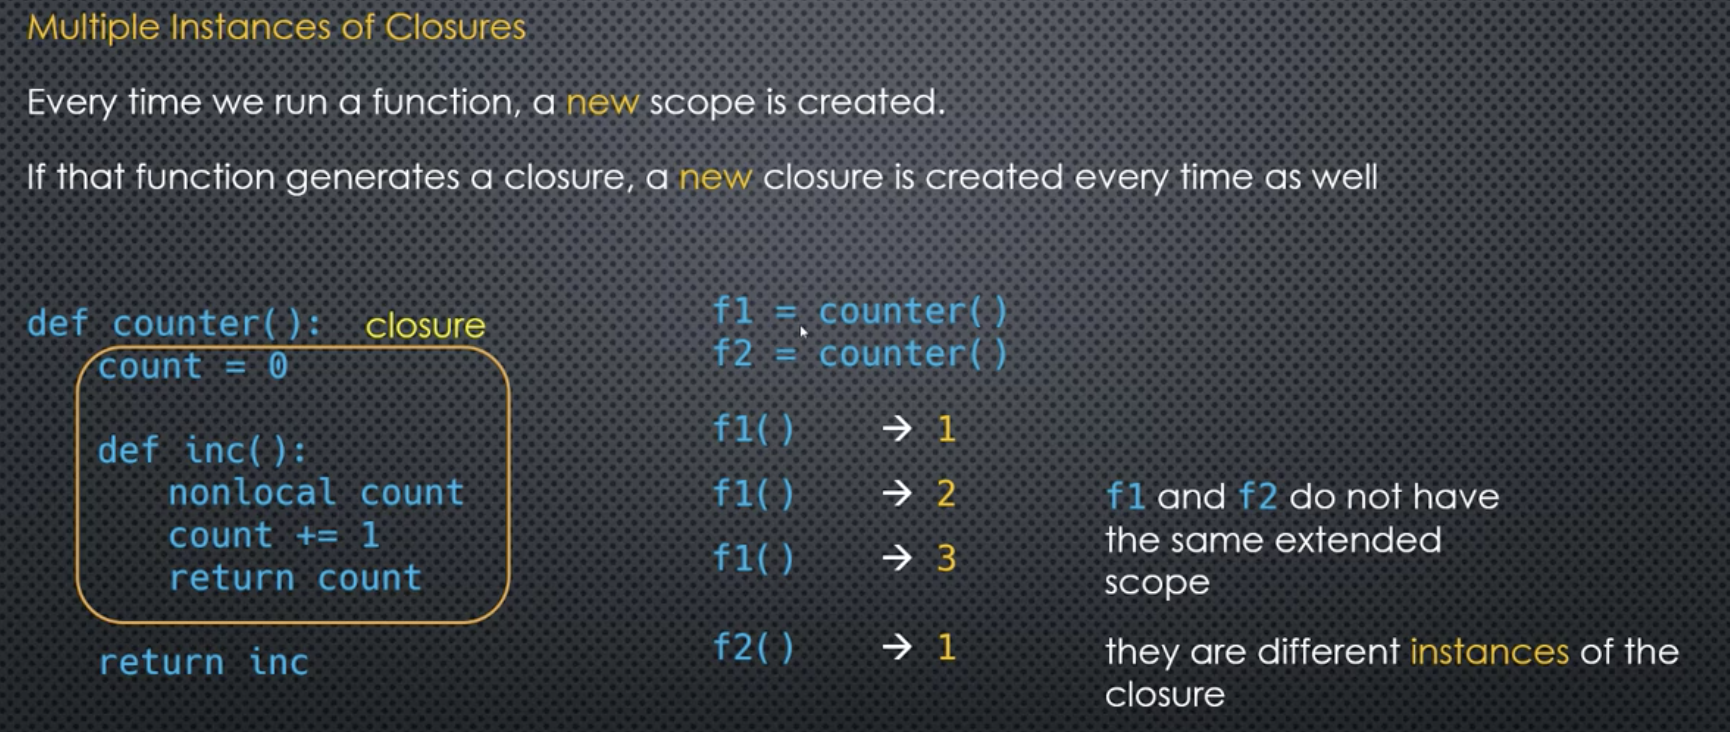 Multiple Instances of Closures
Every time we run a function, a new scope is created.
If that function generates a closure, a new closure is created every time as well
def counter(): closure
count = 0
def inc():
nonlocal count
count += 1
return count
return inc
f1 = counter()
f2 = counter()
f1() → 1
f1() → 2
f1() → 3
f2() → 1
f1 and f2 do not have
the same extended
scope
they are different instances of the
closure